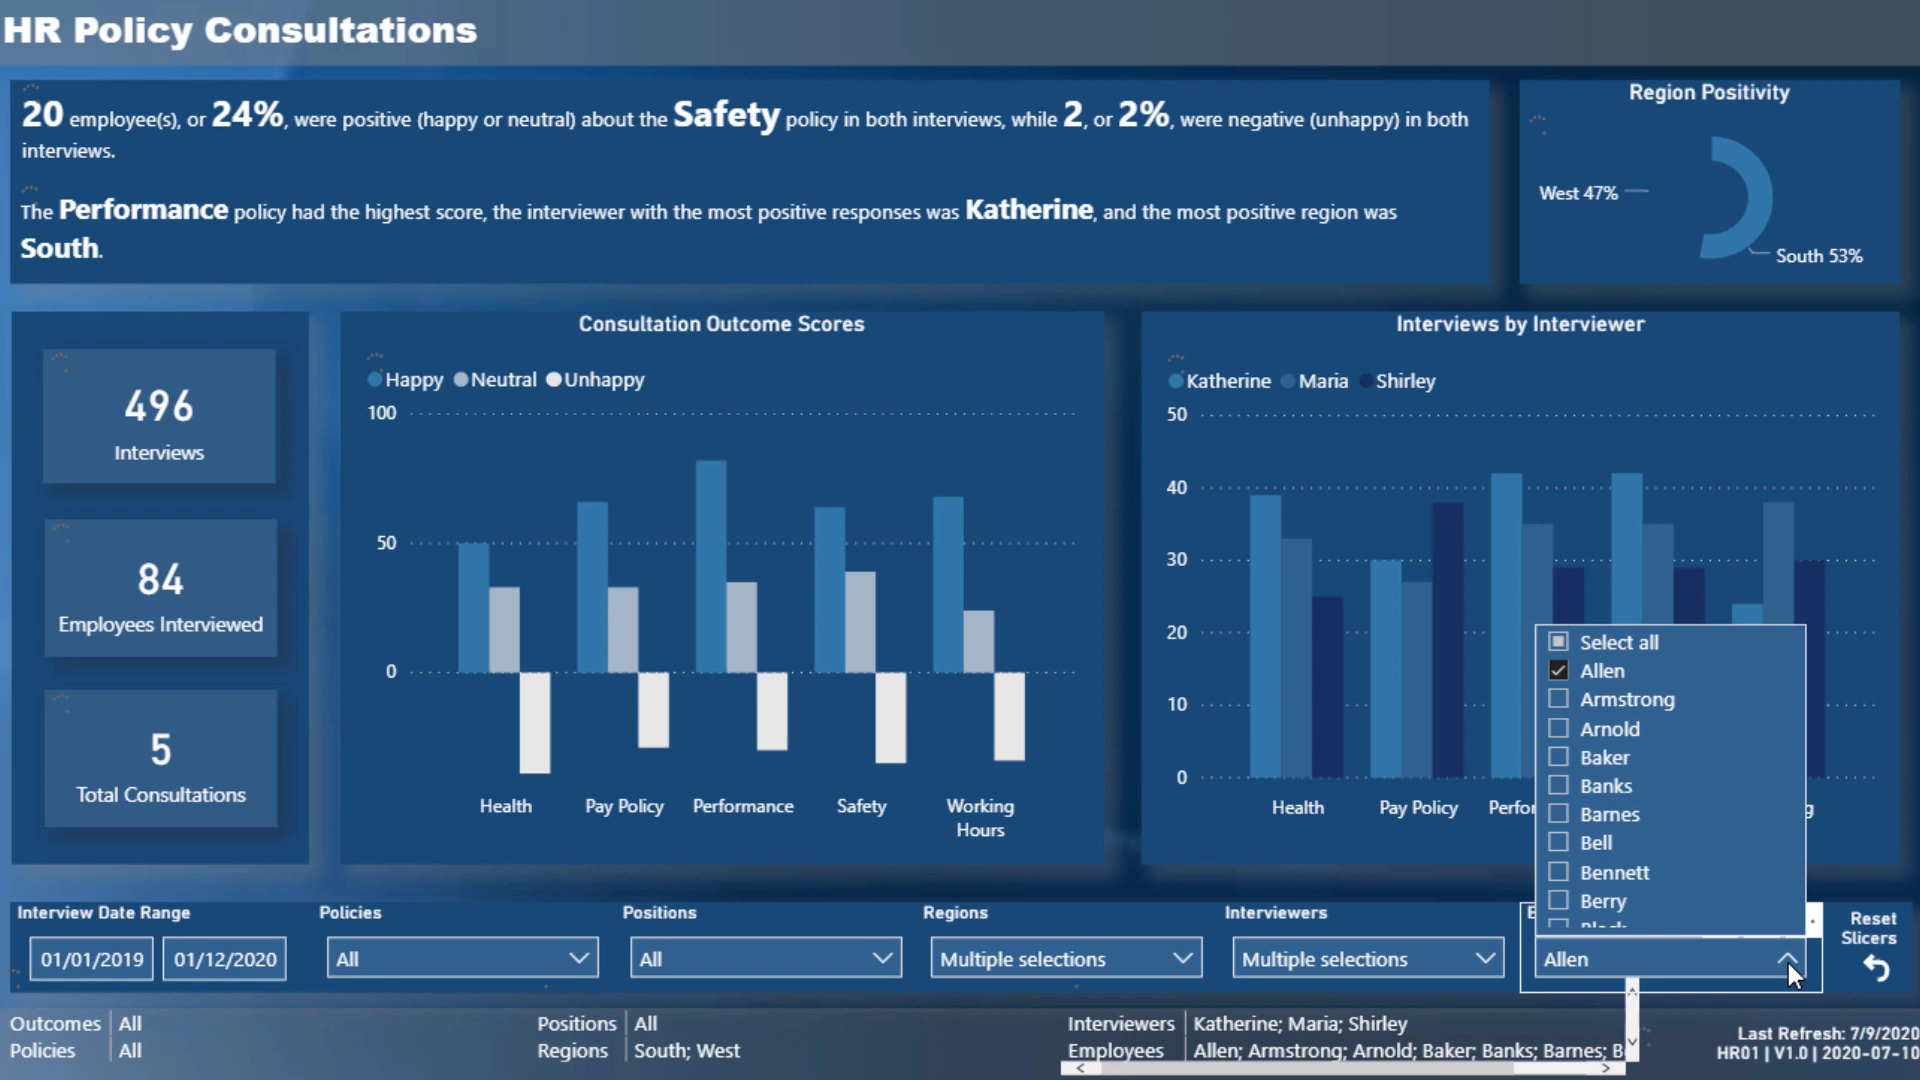 HR Policy Consultations
20 employee(s), or 24%, were positive (happy or neutral) about the Safety policy in both interviews, while 2, or 2%, were negative (unhappy) in both
interviews.
The Performance policy had the highest score, the interviewer with the most positive responses was Katherine, and the most positive region was
South.
Region Positivity
West 47%
South 53%
496
Interviews
84
Employees Interviewed
5
Total Consultations
Consultation Outcome Scores
Happy Neutral Unhappy
100
50
0
Health Pay Policy Performance Safety Working
Hours
Interviews by Interviewer
Katherine Maria Shirley
50
40
30
20
10
0
Health Pay Policy
Select all
Allen
Armstrong
Arnold
Baker
Banks
Barnes
Bell
Bennett
Berry
Interview Date Range
01/01/2019 01/12/2020
Policies
All
Positions
All
Regions
Multiple selections
Interviewers
Multiple selections
Allen
Reset
Slicers
Outcomes All
Policies All
Positions All
Regions South; West
Interviewers Katherine; Maria; Shirley
Employees Allen; Armstrong; Arnold; Baker; Banks; Barnes; B
Last Refresh: 7/9/2020
HR01 | V1.0 | 2020-07-10